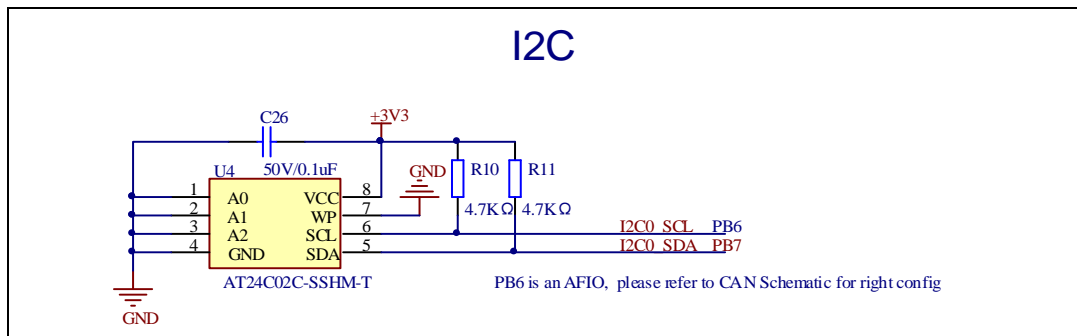 I2C
+3V3
C26
50V/0.1uF
U4
GND
R10
R11
4.7KΩ
4.7KΩ
1 A0 VCC 8
2 A1 WP 7
3 A2 SCL 6
4 GND SDA 5
I2C0_SCL PB6
I2C0_SDA PB7
AT24C02C-SSHM-T
PB6 is an AFIO, please refer to CAN Schematic for right config
GND